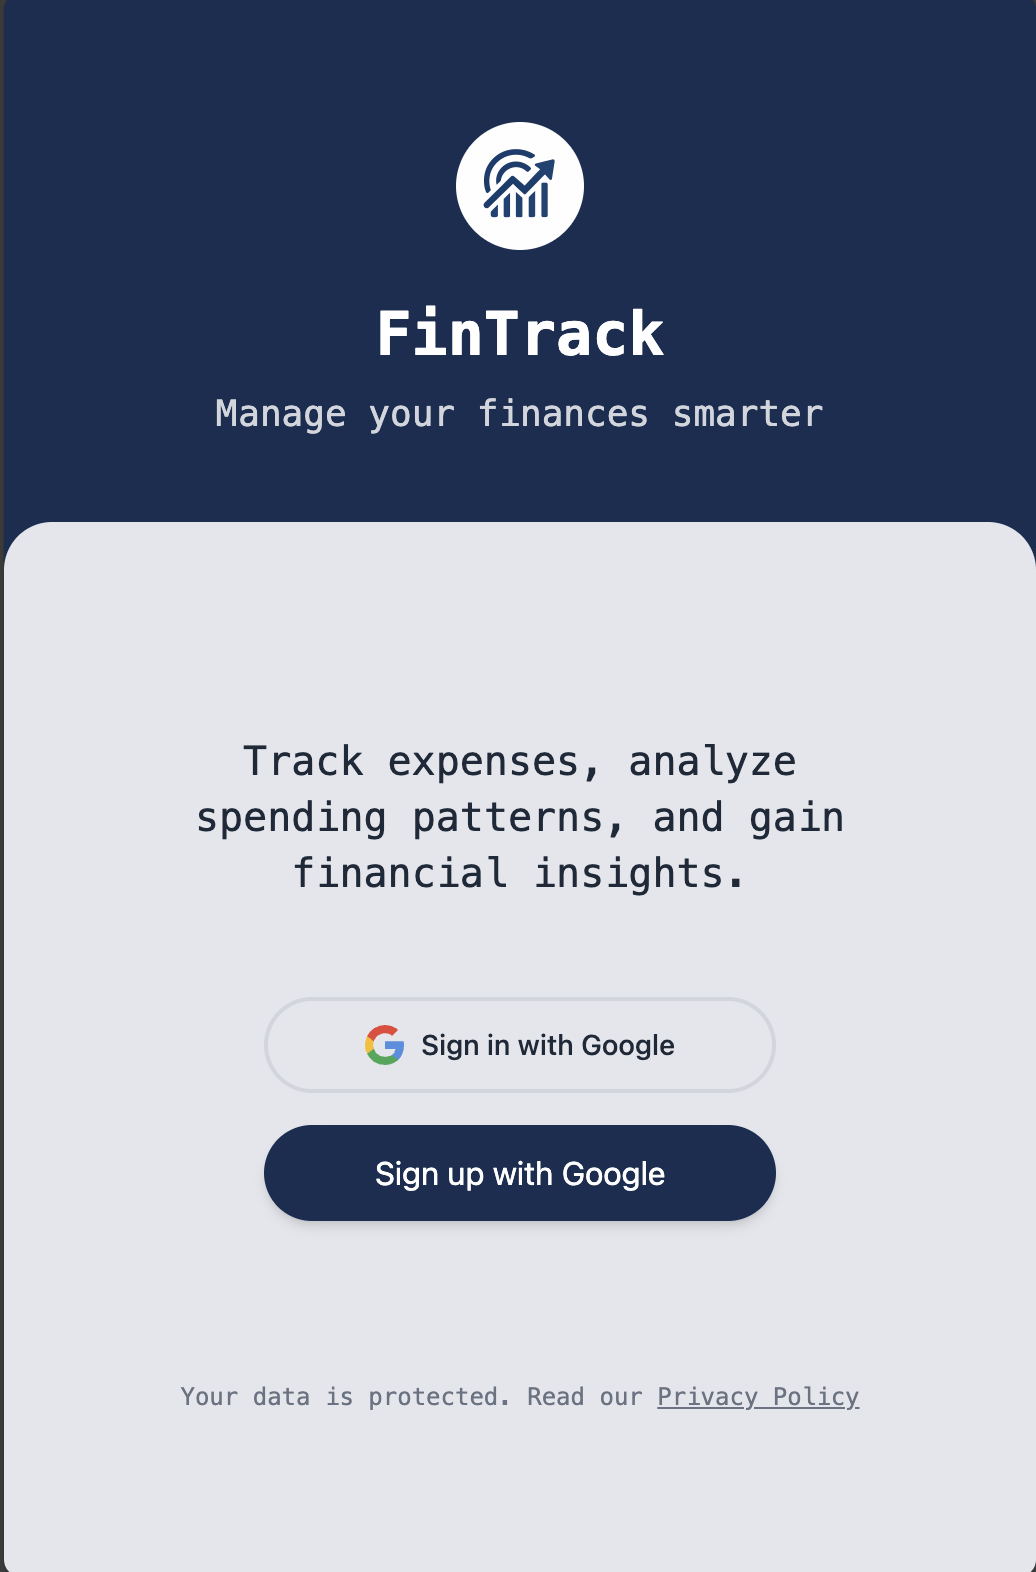 FinTrack
Manage your finances smarter
Track expenses, analyze
spending patterns, and gain
financial insights.
Sign in with Google
Sign up with Google
Your data is protected. Read our Privacy Policy